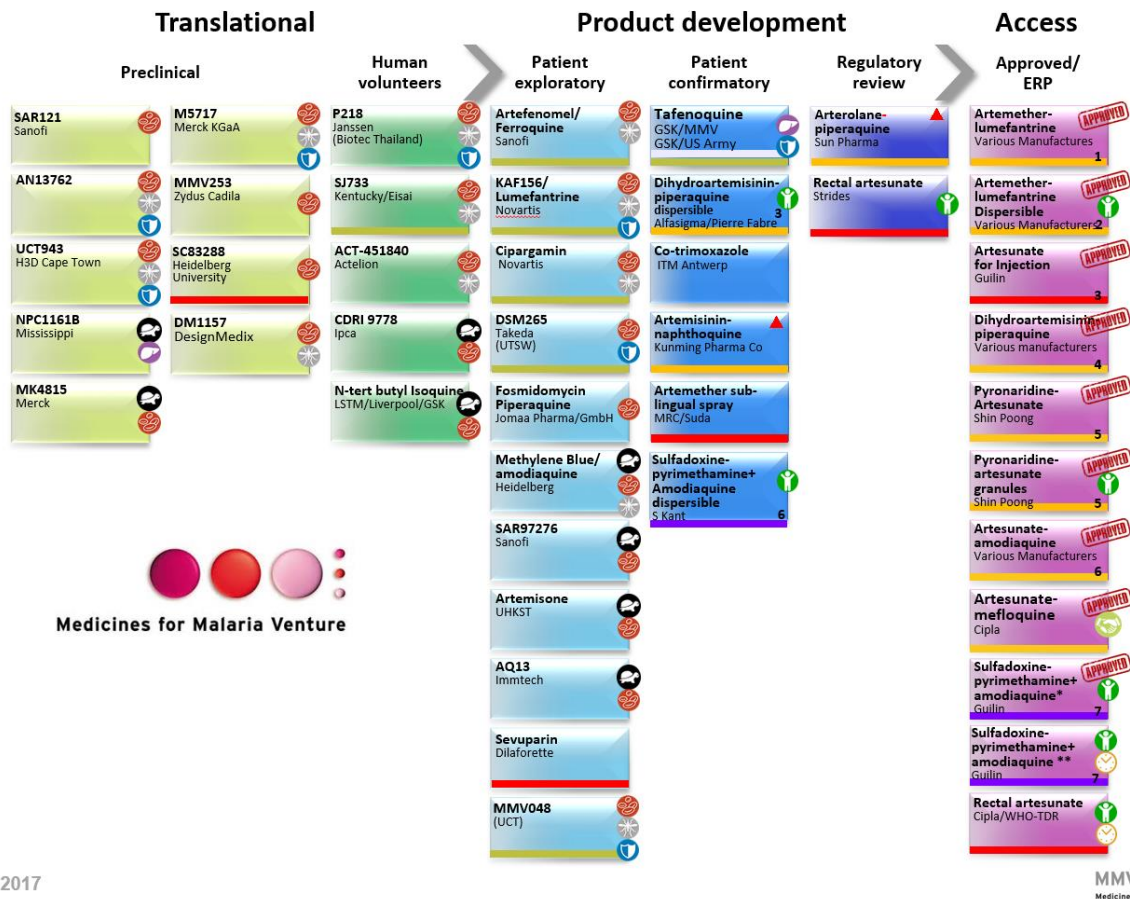 Translational
Product development
Access
Preclinical
Human
volunteers
Patient
exploratory
Patient
confirmatory
Regulatory
review
Approved/
ERP
SAR121
Sanofi
AN13762
UCT943
H3D Cape Town
NPC1161B
Mississippi
MK4815
Merck
M5717
Merck KGaA
MMV253
Zydus Cadila
SC83288
Heidelberg
University
DM1157
DesignMedix
P218
Janssen
(Biotec Thailand)
SJ733
Kentucky/Eisai
ACT-451840
Actelion
CDRI 9778
Ipca
N-tert butyl Isoquine
LSTM/Liverpool/GSK
Artefenomel/
Ferroquine
Sanofi
KAF156/
Lumefantrine
Novartis
Cipargamin
Novartis
DSM265
Takeda
(UTSW)
Fosmidomycin
Piperaquine
Jomaa Pharma/GmbH
Methylene Blue/
amodiaquine
Heidelberg
SAR97276
Sanofi
Artemisone
UHKST
AQ13
Immtech
Sevuparin
Dilaforette
MMV048
(UCT)
Tafenoquine
GSK/MMV
GSK/US Army
Dihydroartemisinin-
piperaquine
dispersible 3
Alfasigma/Pierre Fabre
Co-trimoxazole
ITM Antwerp
Artemisinin-
naphthoquine
Kunming Pharma Co
Artemether sub-
lingual spray
MRC/Suda
Sulfadoxine-
pyrimethamine+
Amodiaquine
dispersible
S Kant 6
Arterolane-
piperaquine
Sun Pharma
Rectal artesunate
Strides
Artemether-
lumefantrine
Various Manufactures
APPROVED
1
Artemether-
lumefantrine
Dispersible
Various Manufacturers
APPROVED
2
Artesunate
for Injection
Guilin
APPROVED
3
Dihydroartemisinin-
piperaquine
Various manufacturers
APPROVED
4
Pyronaridine-
Artesunate
Shin Poong
APPROVED
5
Pyronaridine-
artesunate
granules
Shin Poong
APPROVED
5
Artesunate-
amodiaquine
Various Manufacturers
APPROVED
6
Artesunate-
mefloquine
Cipla
APPROVED
Sulfadoxine-
pyrimethamine+
amodiaquine*
Guilin
APPROVED
7
Sulfadoxine-
pyrimethamine+
amodiaquine **
Guilin
7
Rectal artesunate
Cipla/WHO-TDR
Medicines for Malaria Venture
2017
MMV
Medicine